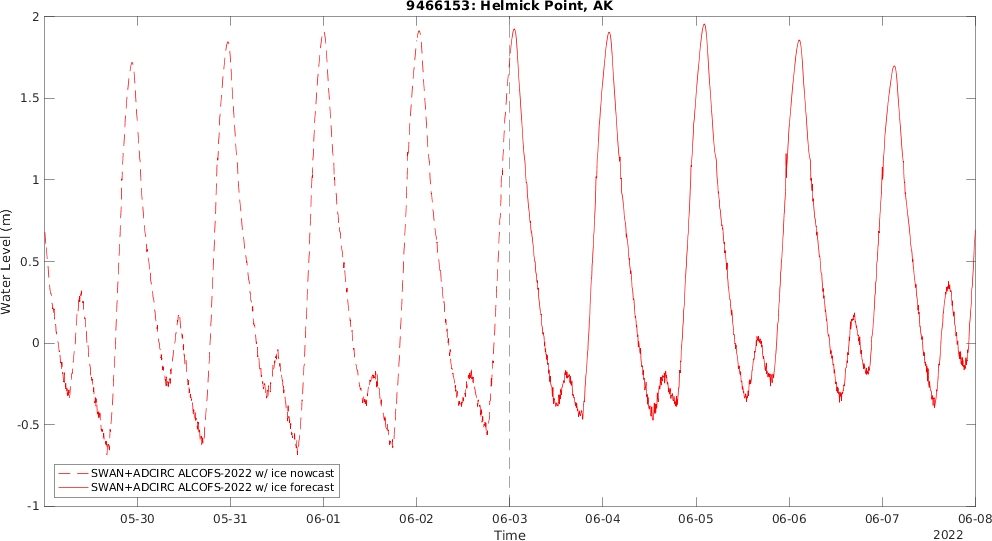 9466153: Helmick Point, AK
Water Level (m)
2
1.5
1
0.5
0
-0.5
-1
SWAN+ADCIRC ALCOFS-2022 w/ ice nowcast
SWAN+ADCIRC ALCOFS-2022 w/ ice forecast
05-30 05-31 06-01 06-02 06-03 06-04 06-05 06-06 06-07 06-08
Time
2022